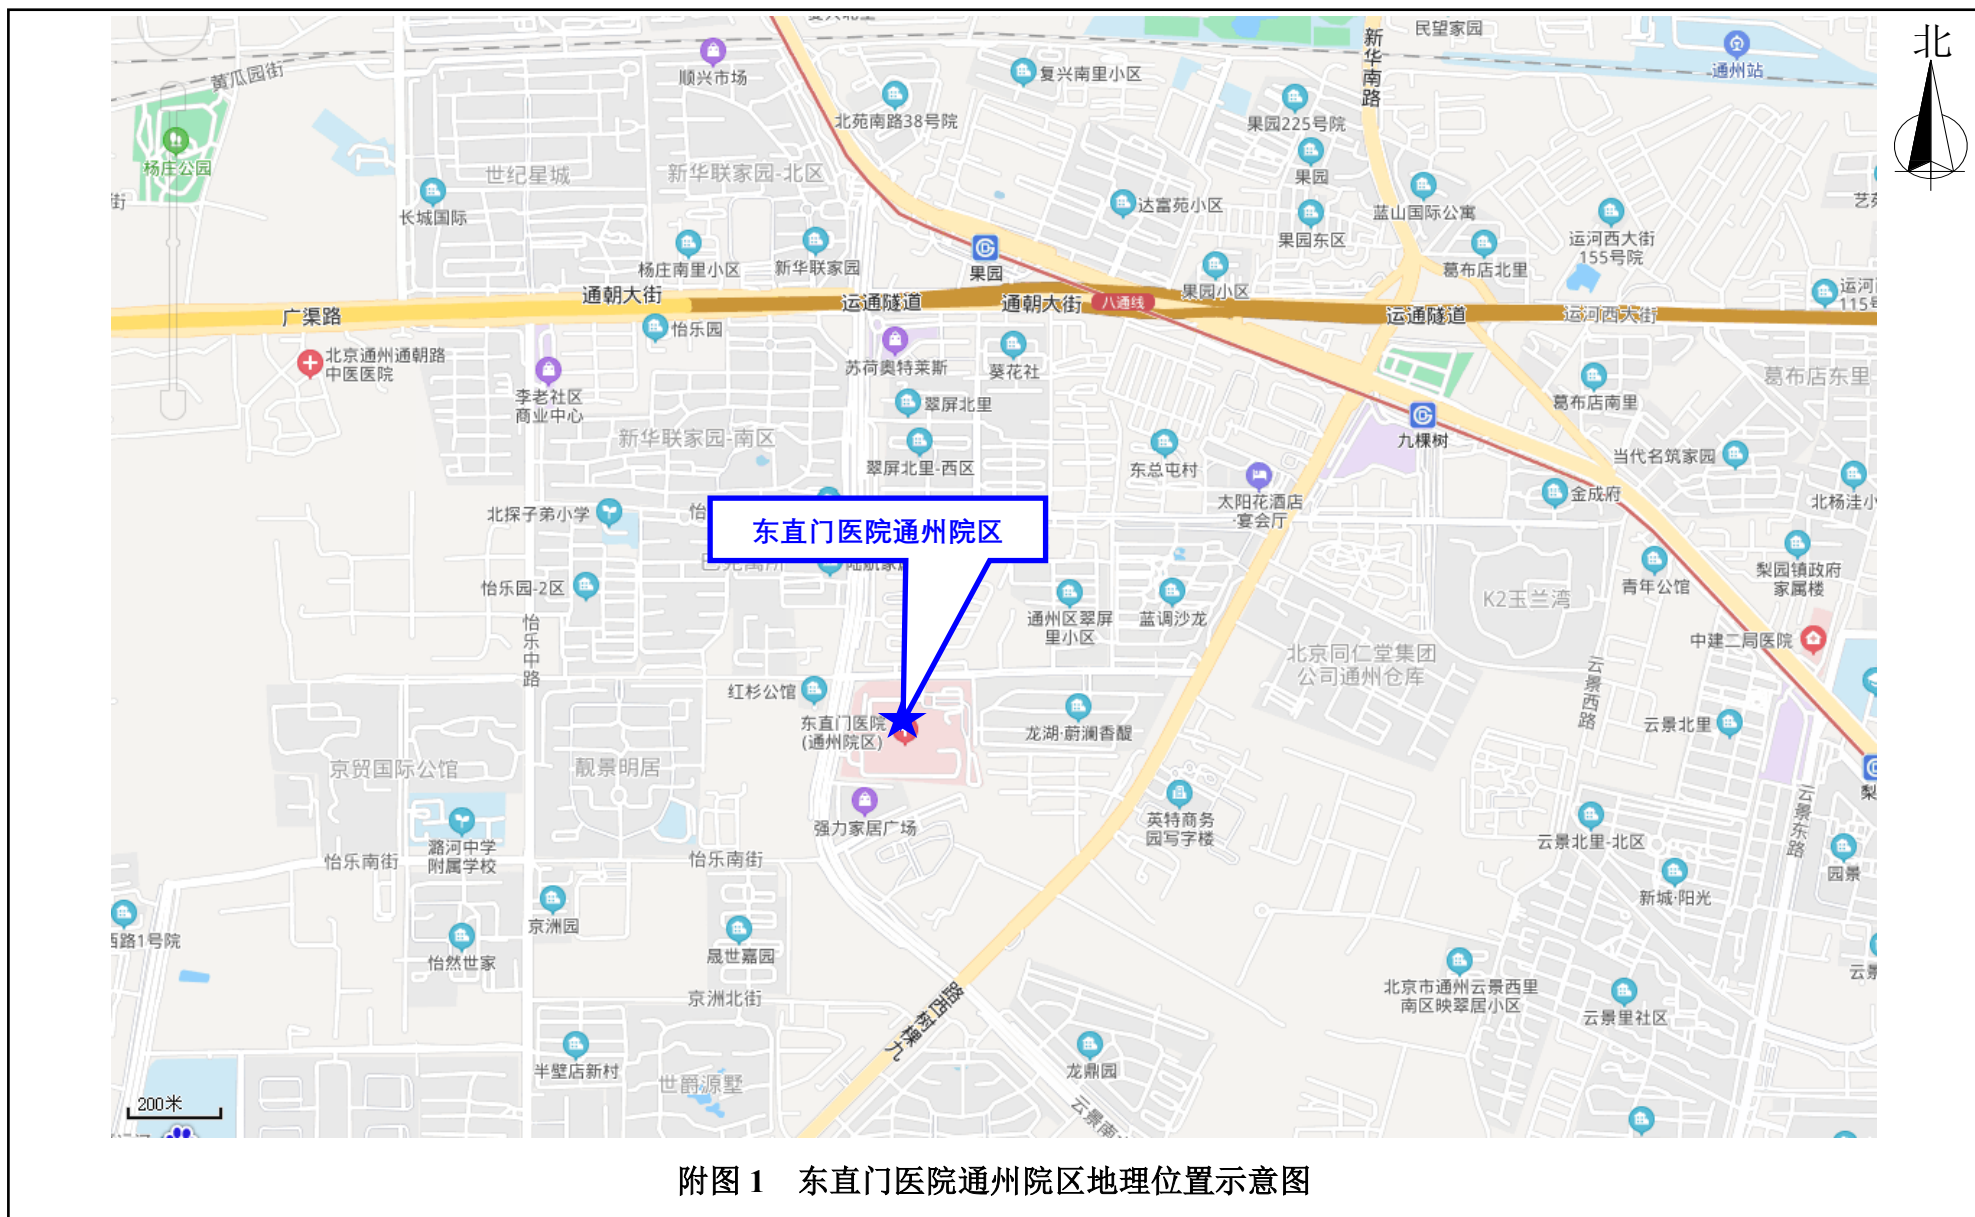 北
新华南路
民望家园
通州站
黄瓜园街
顺兴市场
复兴南里小区
北苑南路38号院
果园225号院
杨庄公园
世纪星城
新华联家园-北区
果园
长城国际
达富苑小区
蓝山国际公寓
果园东区
运河西大街
155号院
杨庄南里小区
新华联家园
果园
果园小区
葛布店北里
街
广渠路
通朝大街
运通隧道
通朝大街
八通线
运通隧道
运河西大街
怡乐园
北京通州通朝路
中医医院
苏荷奥特莱斯
葵花社
李老社区
商业中心
翠屏北里
葛布店东里
葛布店南里
新华联家园-南区
翠屏北里-西区
东总屯村
九棵树
当代名筑家园
太阳花酒店
·宴会厅
金成府
北杨洼小
北探子弟小学
怡
东直门医院通州院区
怡乐园-2区
怡乐中路
通州区翠屏
里小区
蓝调沙龙
K2玉兰湾
青年公馆
梨园镇政府
家属楼
中建二局医院
北京同仁堂集团
公司通州仓库
云景西路
红杉公馆
东直门医院
(通州院区)
龙湖·蔚澜香醍
云景北里
京贸国际公馆
靓景明居
强力家居广场
英特商务
园写字楼
云景东路
梨
潞河中学
附属学校
怡乐南街
怡乐南街
云景北里-北区
园景
新城·阳光
京洲园
西路1号院
怡然世家
晟世嘉园
京洲北街
九棵树西路
北京市通州云景西里
南区映翠居小区
云景里社区
云景
半壁店新村
世爵源墅
龙鼎园
云景南
200米
附图 1 东直门医院通州院区地理位置示意图